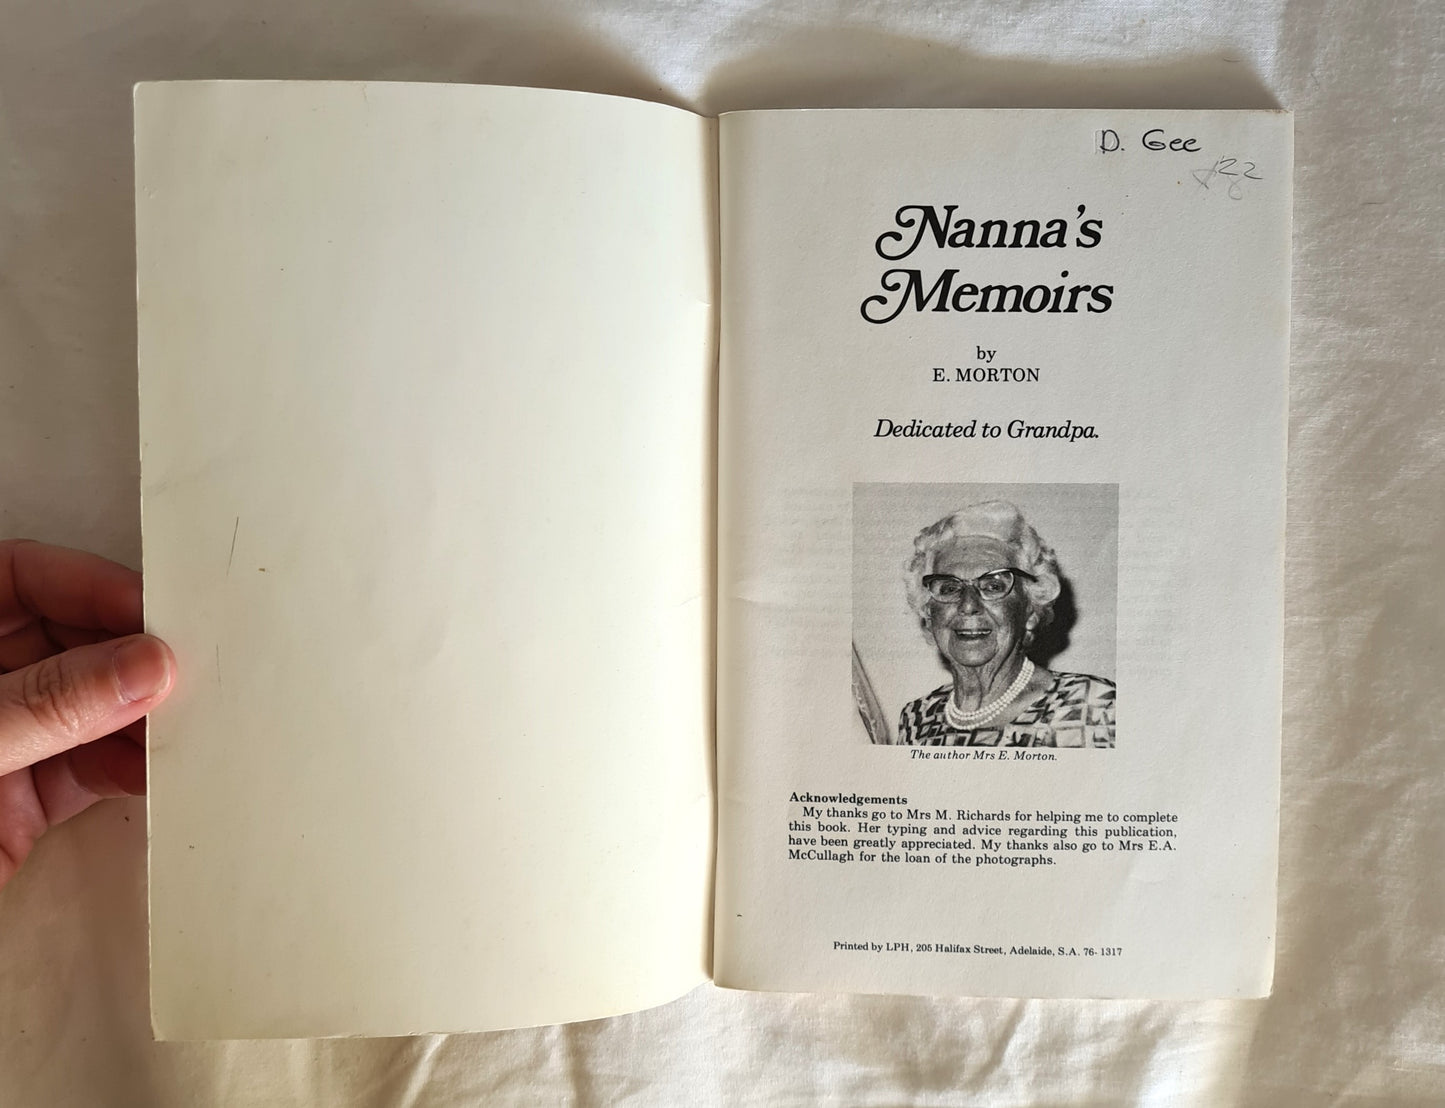 D. Gee
Nanna's
Memoirs
by
E. MORTON
Dedicated to Grandpa.
The author Mrs E. Morton.
Acknowledgements
My thanks go to Mrs M. Richards for helping me to complete
this book. Her typing and advice regarding this publication,
have been greatly appreciated. My thanks also go to Mrs E.A.
McCullagh for the loan of the photographs.
Printed by LPH, 205 Halifax Street, Adelaide, S.A. 76-1317